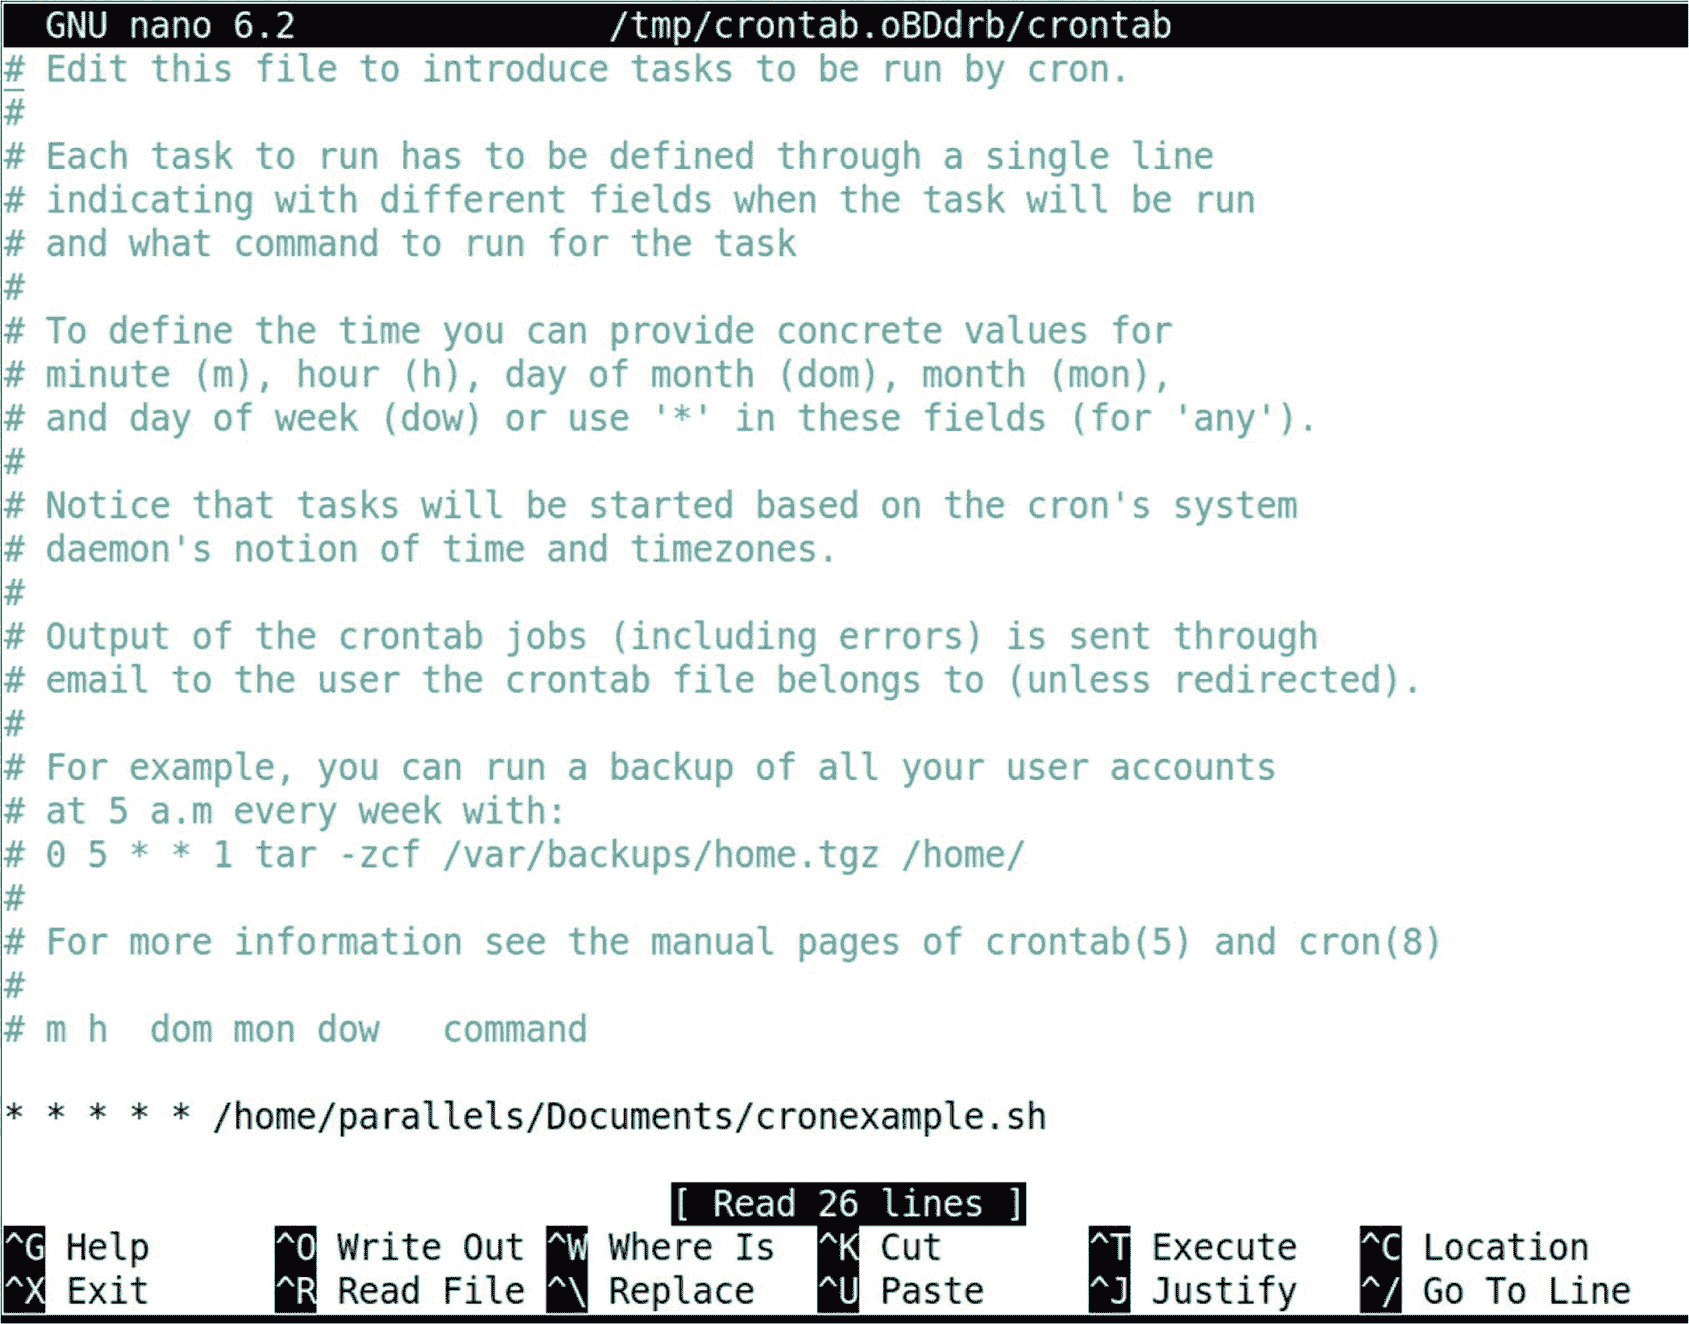 GNU nano 6.2 /tmp/crontab.oBDdrb/crontab
# Edit this file to introduce tasks to be run by cron.
#
# Each task to run has to be defined through a single line
# indicating with different fields when the task will be run
# and what command to run for the task
#
# To define the time you can provide concrete values for
# minute (m), hour (h), day of month (dom), month (mon),
# and day of week (dow) or use '*' in these fields (for 'any').
#
# Notice that tasks will be started based on the cron's system
# daemon's notion of time and timezones.
#
# Output of the crontab jobs (including errors) is sent through
# email to the user the crontab file belongs to (unless redirected).
#
# For example, you can run a backup of all your user accounts
# at 5 a.m every week with:
# 0 5 * * 1 tar -zcf /var/backups/home.tgz /home/
#
# For more information see the manual pages of crontab(5) and cron(8)
#
# m h  dom mon dow   command
* * * * * /home/parallels/Documents/cronexample.sh
[ Read 26 lines ]
^G Help ^O Write Out ^W Where Is ^K Cut ^T Execute ^C Location
^X Exit ^R Read File ^\ Replace ^U Paste ^J Justify ^/ Go To Line